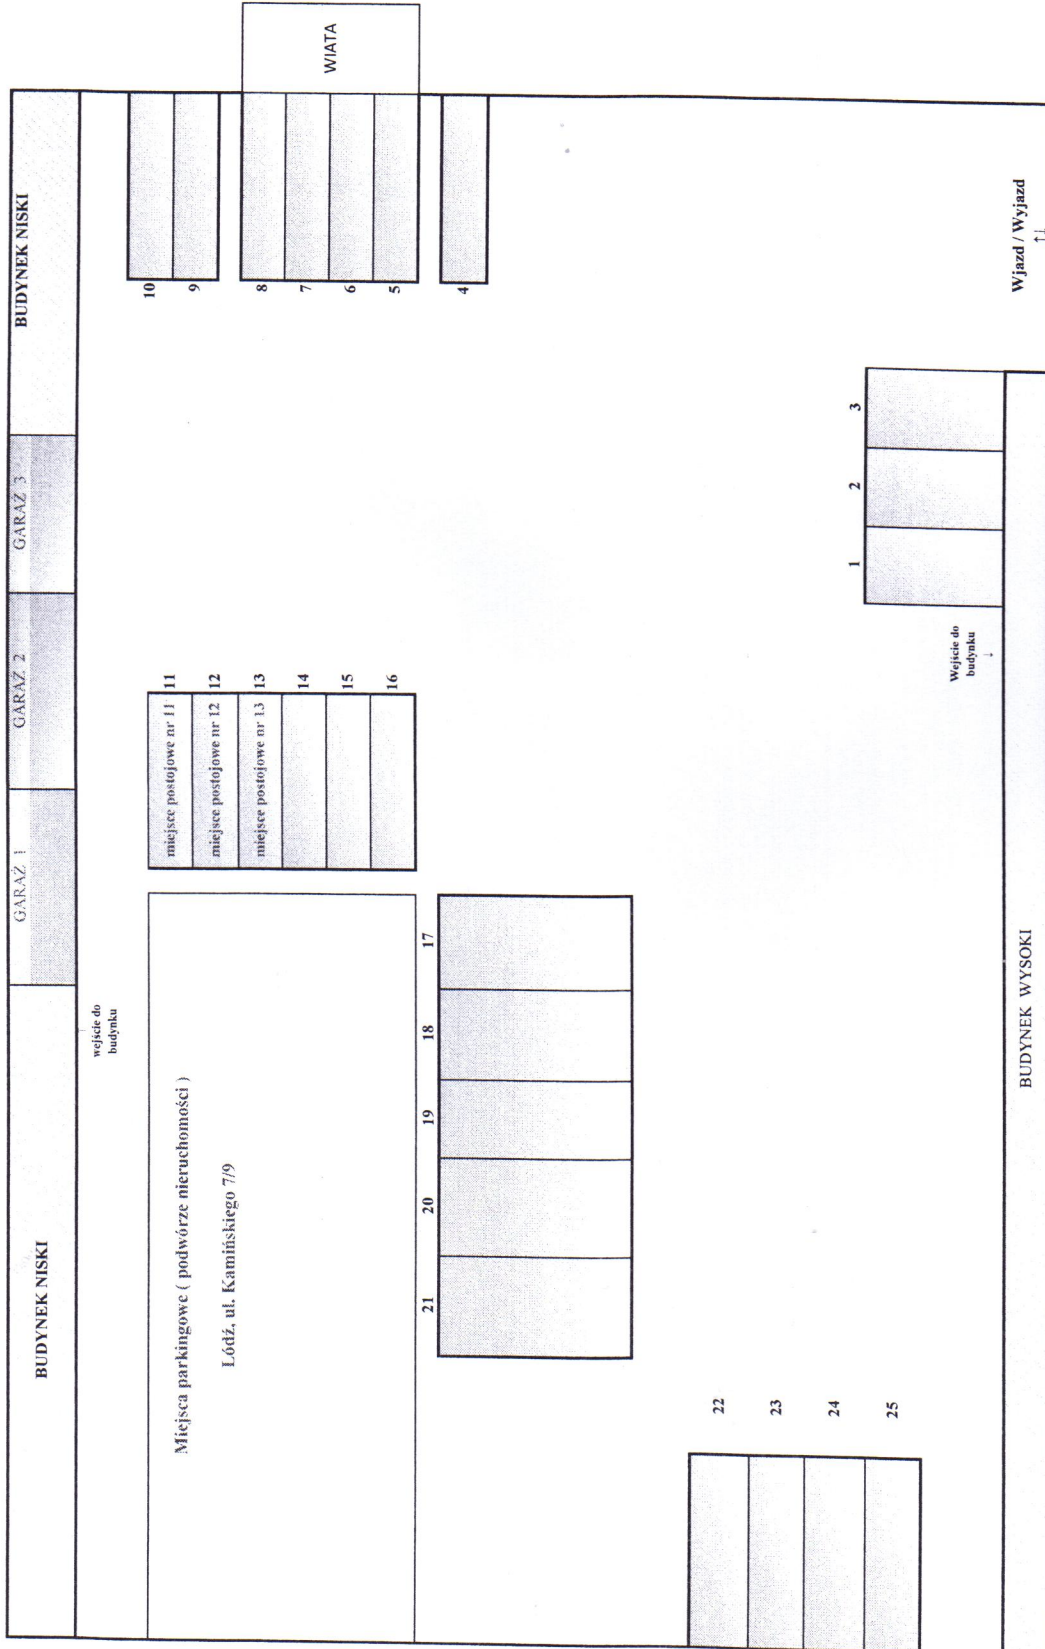 BUDYNEK NISKI
GARAŻ 1
GARAŻ 2
GARAŻ 3
BUDYNEK NISKI
wejście do
budynku
WIATA
10
9
8
7
6
5
4
Miejsca parkingowe ( podwórze nieruchomości )
Łódź, ul. Kamińskiego 7/9
miejsce postojowe nr 11
11
miejsce postojowe nr 12
12
miejsce postojowe nr 13
13
14
15
16
21
20
19
18
17
22
23
24
25
1
2
3
Wejście do
budynku
↓
Wjazd / Wyjazd
↑↓
BUDYNEK WYSOKI